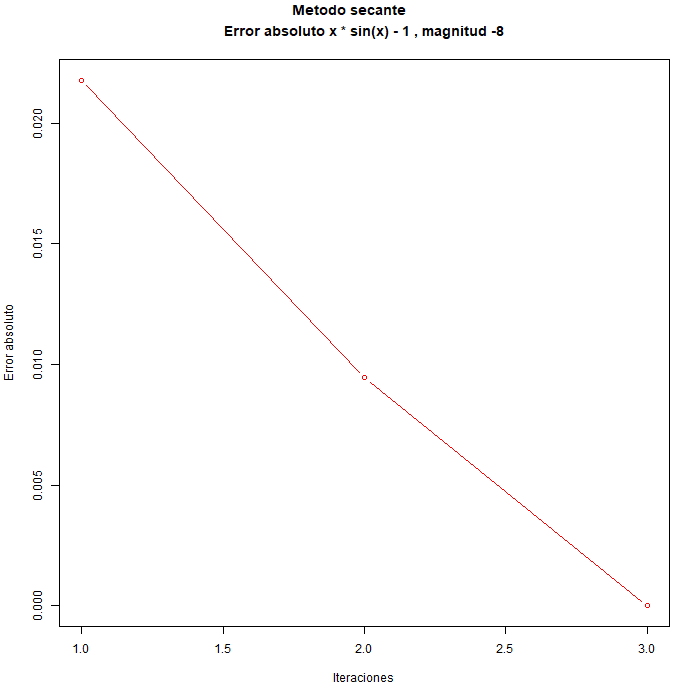 Metodo secante
Error absoluto x * sin(x) - 1 , magnitud -8
0.020
0.015
0.010
0.005
0.000
Error absoluto
1.0 1.5 2.0 2.5 3.0
Iteraciones